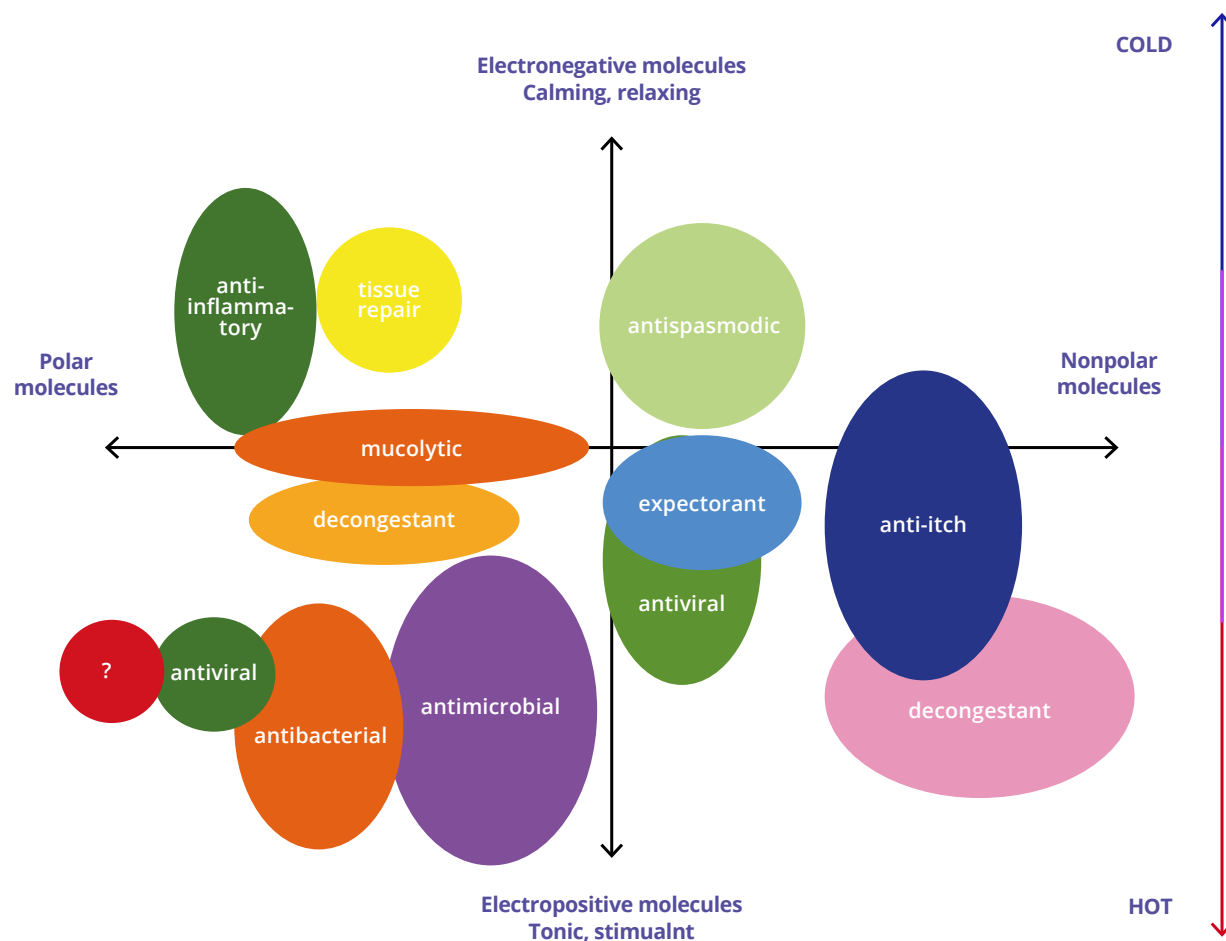 COLD
Electronegative molecules
Calming, relaxing
anti-
inflamma-
tory
tissue
repair
antispasmodic
Polar
molecules
Nonpolar
molecules
mucolytic
decongestant
expectorant
anti-itch
antiviral
?
antiviral
antibacterial
antimicrobial
decongestant
Electropositive molecules
Tonic, stimualnt
HOT